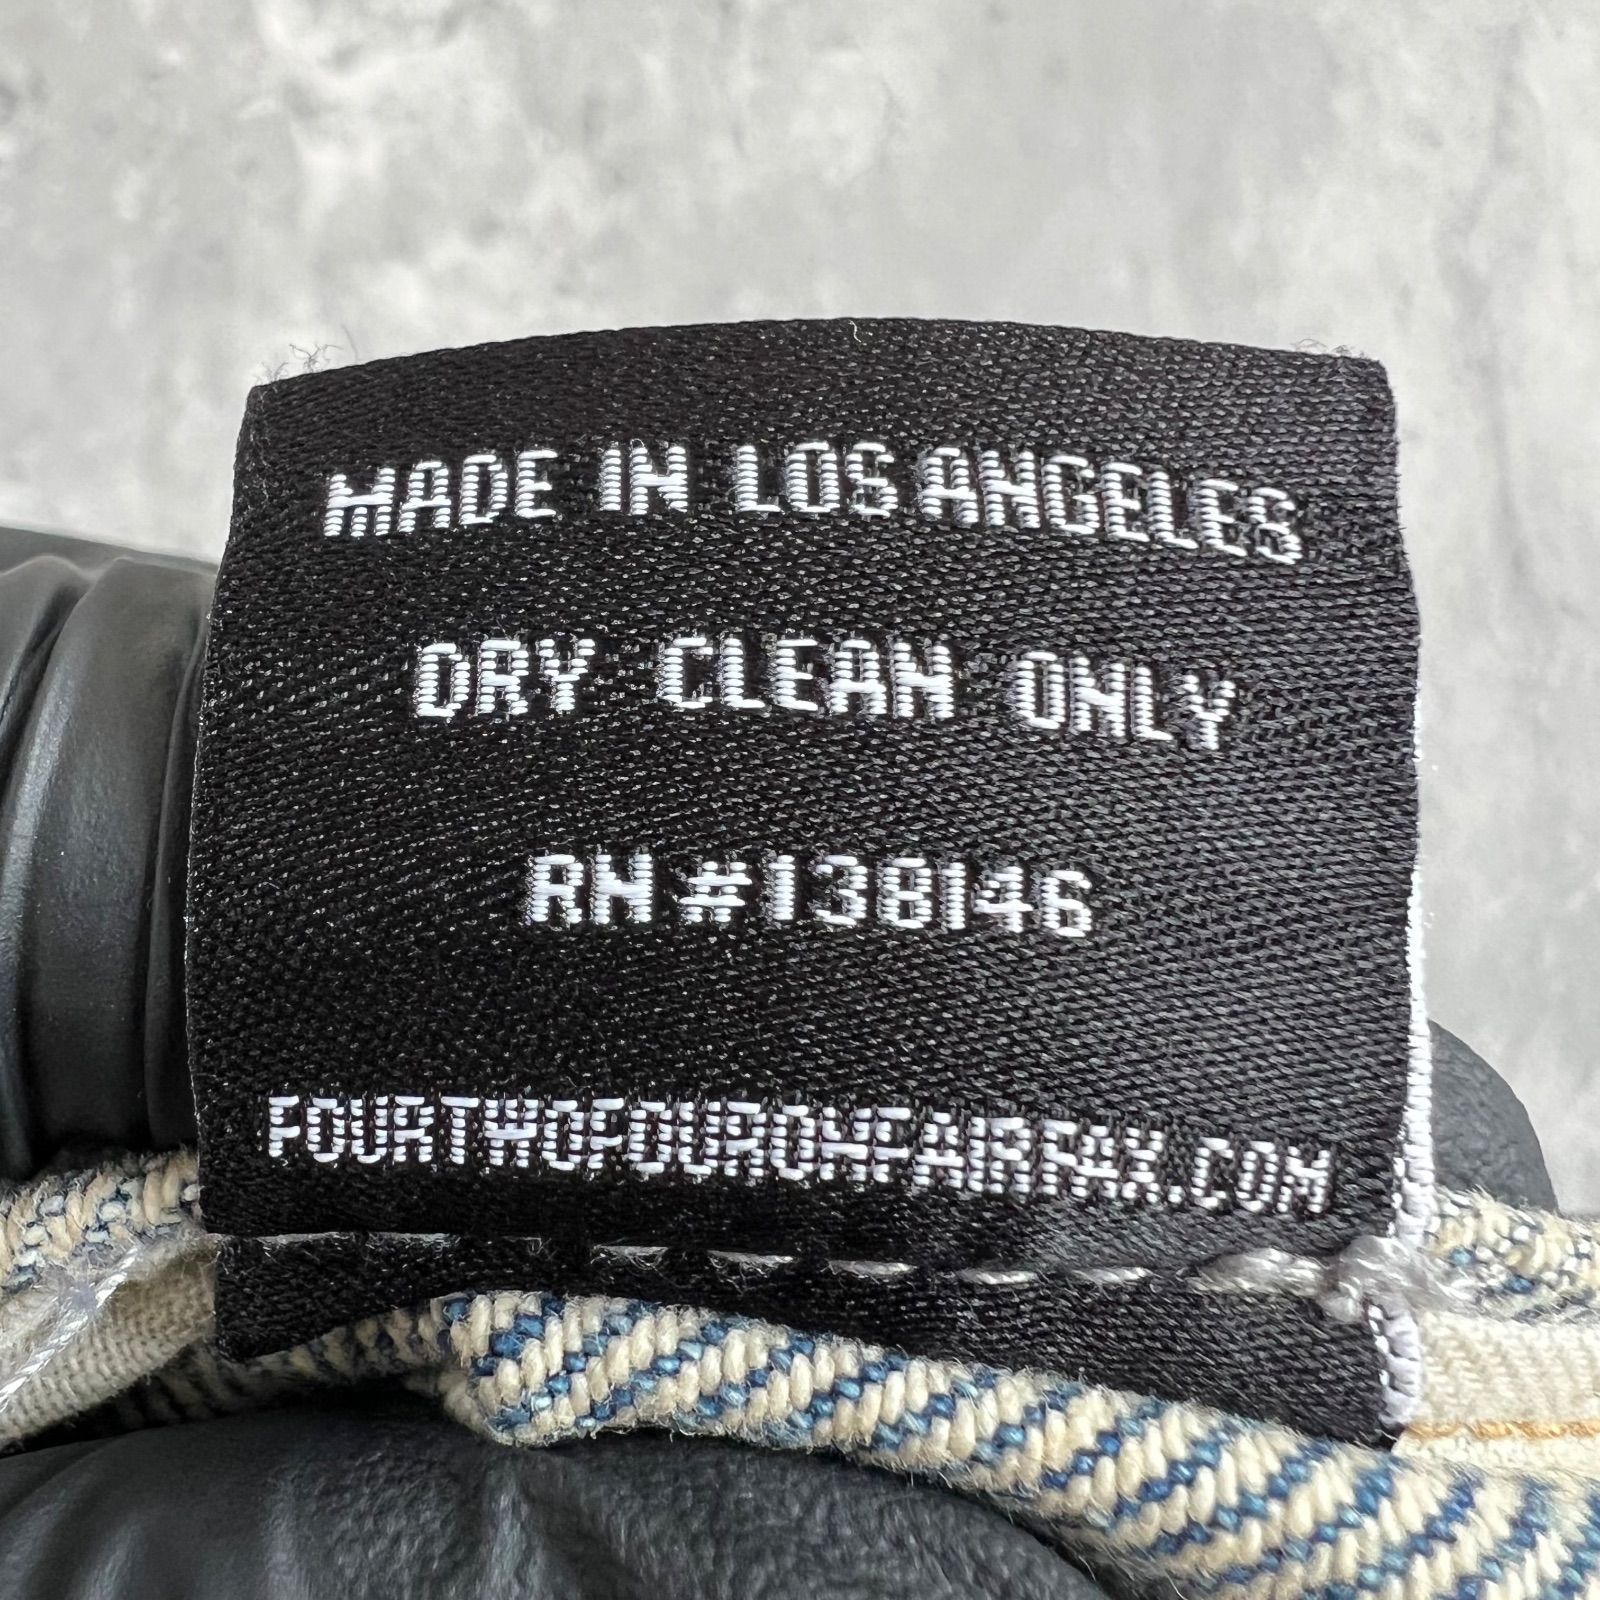 MADE IN LOS ANGELES
DRY CLEAN ONLY
RN #138146
FOURTWOFOURONFAIRFAX.COM